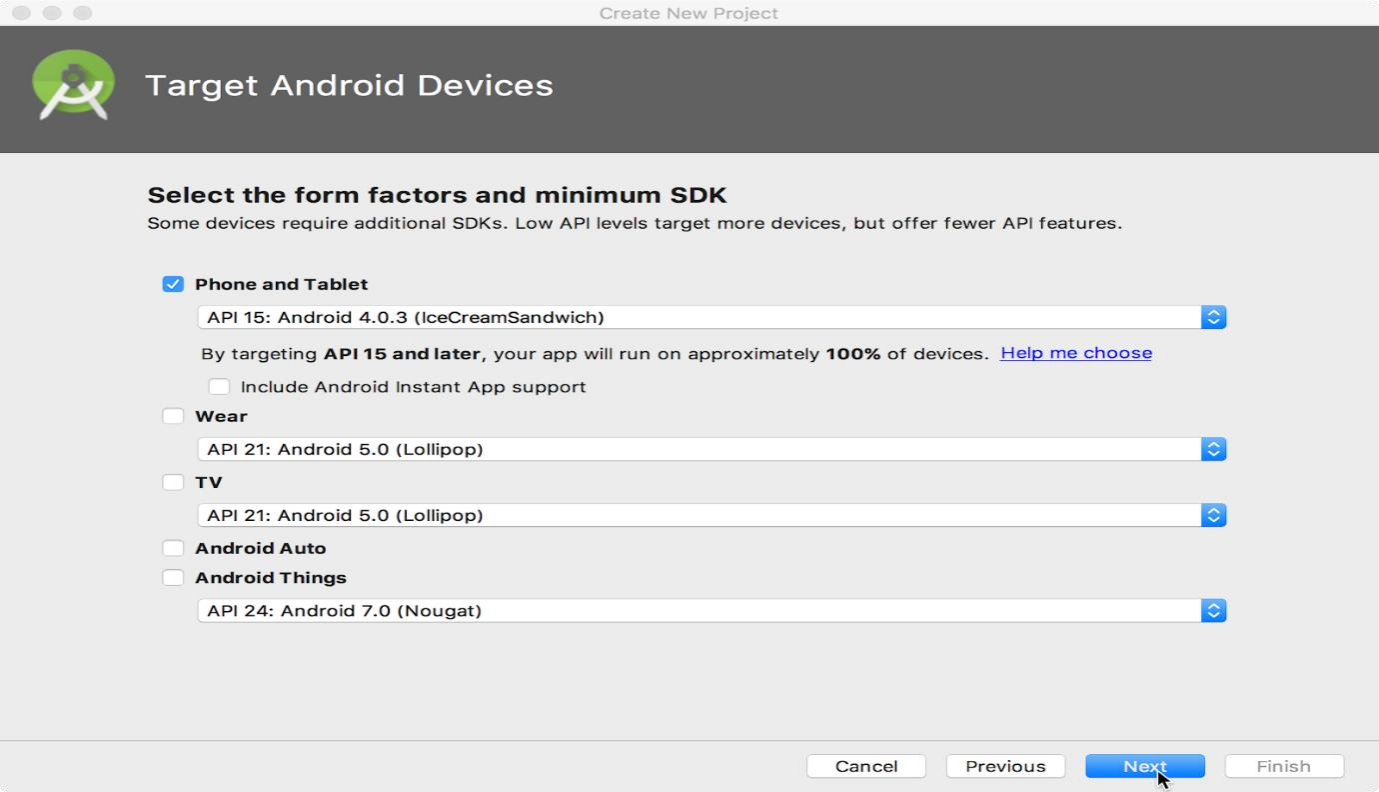 Create New Project
Target Android Devices
Select the form factors and minimum SDK
Some devices require additional SDKs. Low API levels target more devices, but offer fewer API features.
Phone and Tablet
API 15: Android 4.0.3 (IceCreamSandwich)
By targeting API 15 and later, your app will run on approximately 100% of devices. Help me choose
Include Android Instant App support
Wear
API 21: Android 5.0 (Lollipop)
TV
API 21: Android 5.0 (Lollipop)
Android Auto
Android Things
API 24: Android 7.0 (Nougat)
Cancel Previous Next Finish